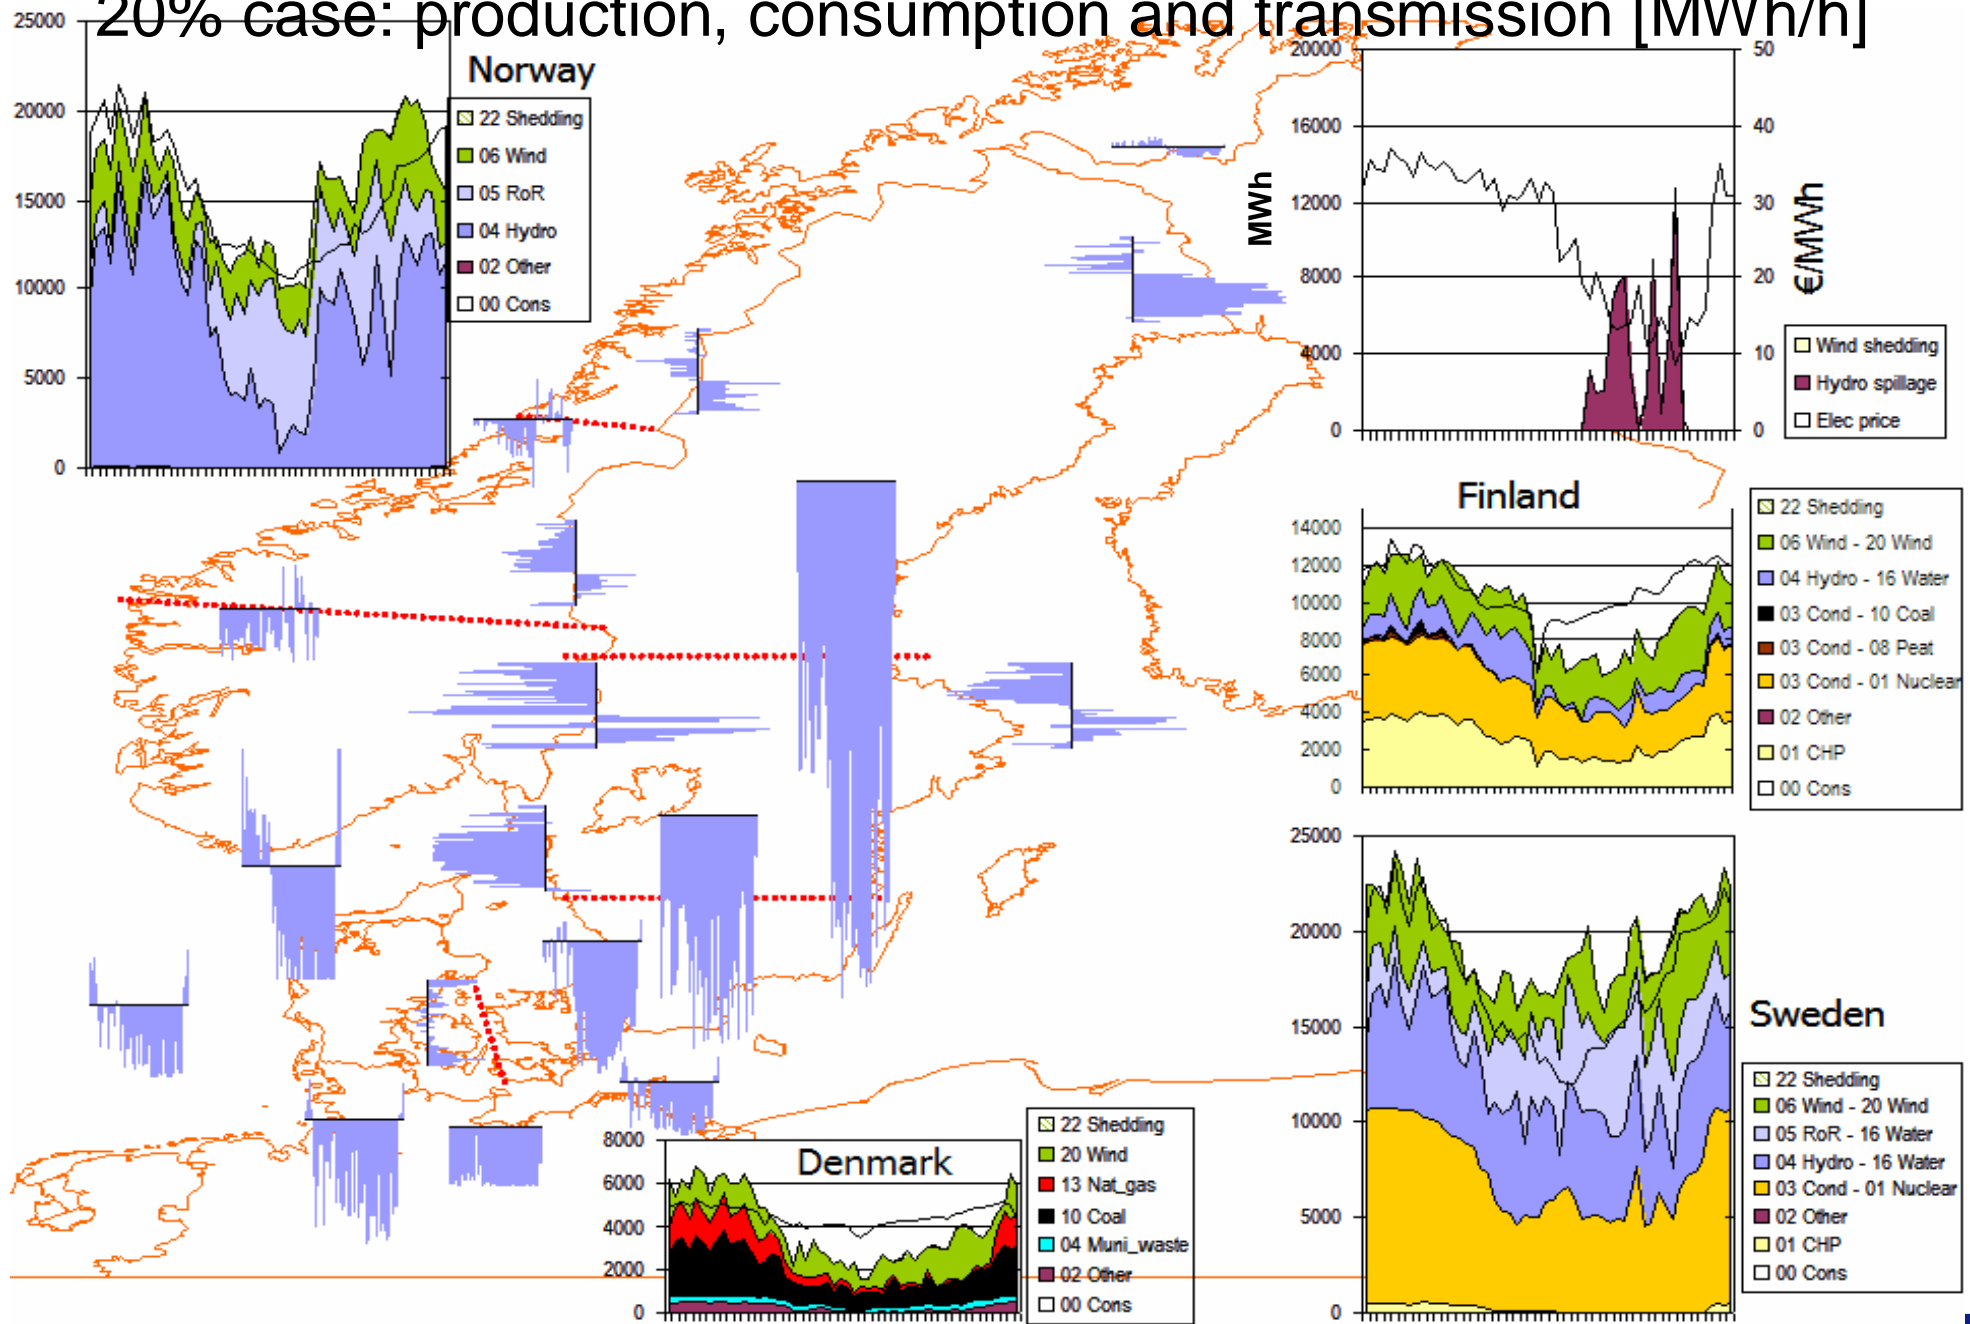 20% case: production, consumption and transmission [MWh/h]
Norway
25000
20000
15000
10000
5000
0
22 Shedding
06 Wind
05 RoR
04 Hydro
02 Other
00 Cons
MWh
20000
16000
12000
8000
4000
0
50
40
30
20
10
0
€/MWh
Wind shedding
Hydro spillage
Elec price
Finland
14000
12000
10000
8000
6000
4000
2000
0
22 Shedding
06 Wind - 20 Wind
04 Hydro - 16 Water
03 Cond - 10 Coal
03 Cond - 08 Peat
03 Cond - 01 Nuclear
02 Other
01 CHP
00 Cons
Sweden
25000
20000
15000
10000
5000
0
22 Shedding
06 Wind - 20 Wind
05 RoR - 16 Water
04 Hydro - 16 Water
03 Cond - 01 Nuclear
02 Other
01 CHP
00 Cons
Denmark
8000
6000
4000
2000
0
22 Shedding
20 Wind
13 Nat_gas
10 Coal
04 Muni_waste
02 Other
00 Cons